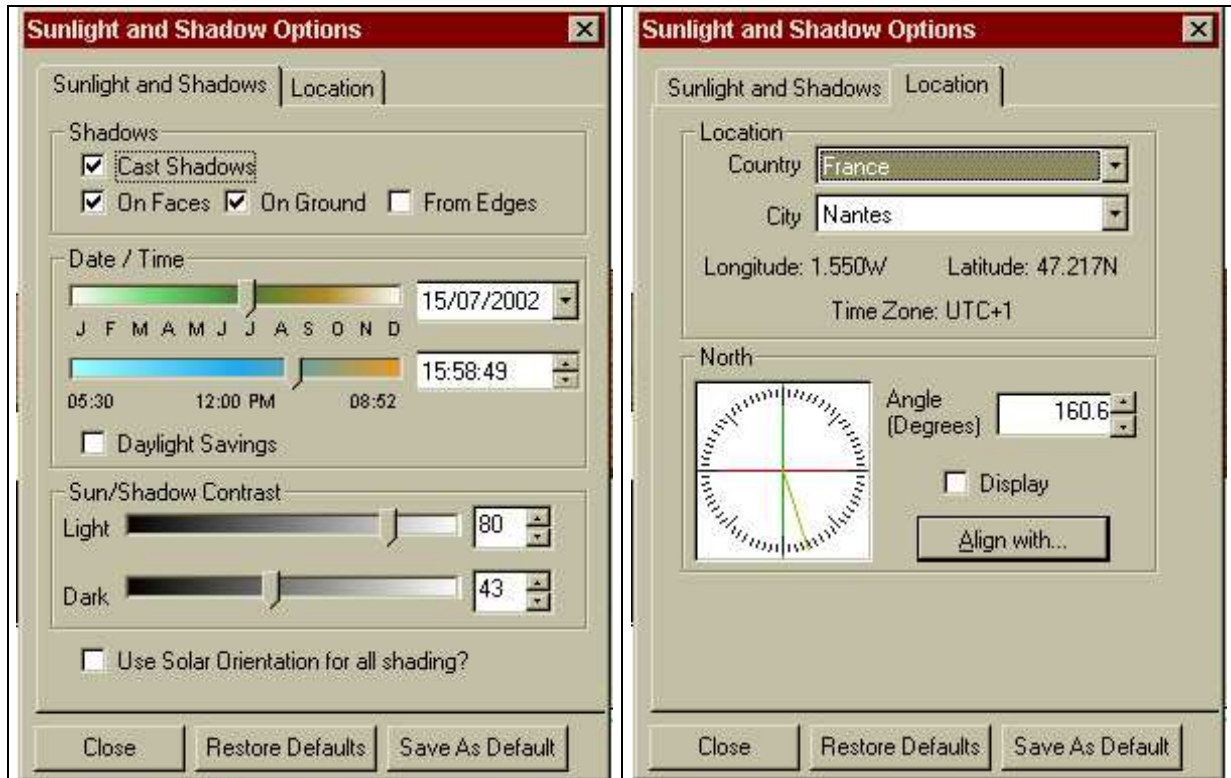 Sunlight and Shadow Options
Sunlight and Shadows Location
Shadows
Cast Shadows
On Faces On Ground From Edges
Date / Time
15/07/2002
J F M A M J J A S O N D
15:58:49
05:30 12:00 PM 08:52
Daylight Savings
Sun/Shadow Contrast
Light 80
Dark 43
Use Solar Orientation for all shading?
Close Restore Defaults Save As Default
Sunlight and Shadow Options
Sunlight and Shadows Location
Location
Country France
City Nantes
Longitude: 1.550W Latitude: 47.217N
Time Zone: UTC+1
North
Angle
(Degrees) 160.6
Display
Align with...
Close Restore Defaults Save As Default